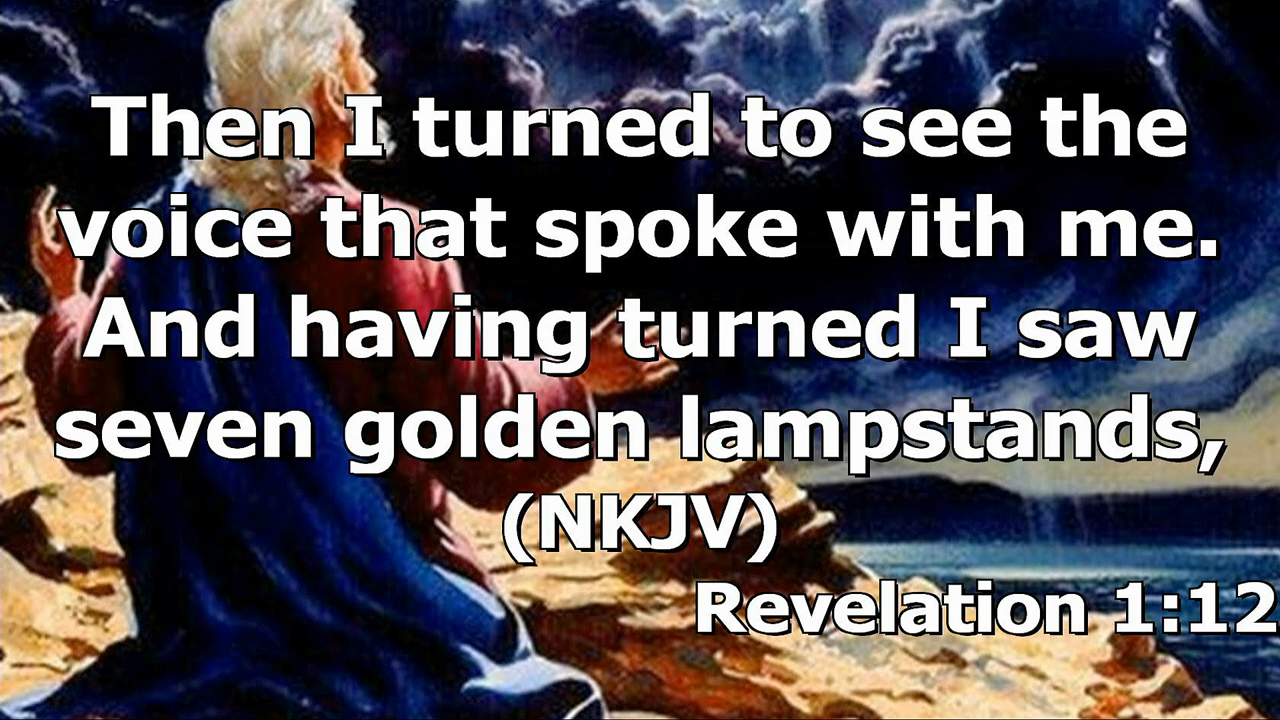 Then I turned to see the
voice that spoke with me.
And having turned I saw
seven golden lampstands,
(NKJV)
Revelation 1:12